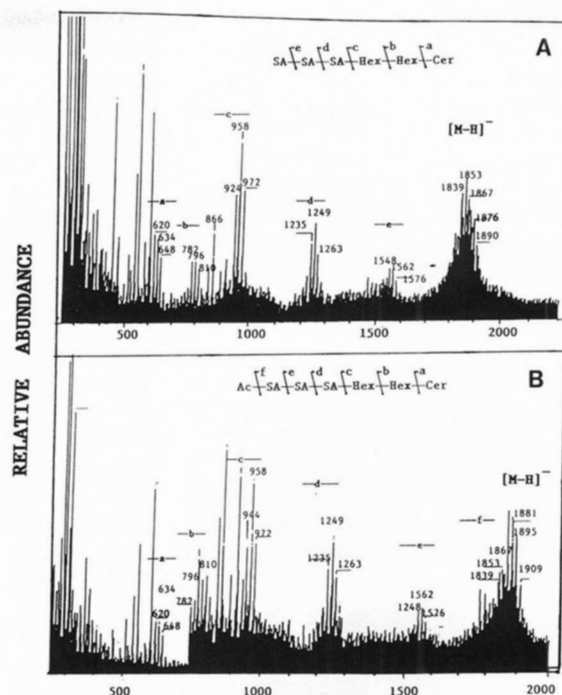 A
e d c b a
SA SA SA Hex Hex Cer
[M-H]⁻
c
958
924 972
866
a
620
634
648
b
782
796
810
d
1249
1235
1263
e
1548
1562
1576
1853
1839 1867
1876
1890
500 1000 1500 2000
RELATIVE ABUNDANCE
B
f e d c b a
Ac SA SA SA Hex Hex Cer
[M-H]⁻
c
958
944
922
b
796 810
782
a
634
620
648
d
1249
1235 1263
e
1562
1248 1576
f
1881
1867 1895
1853
1839
1909
500 1000 1500 2000